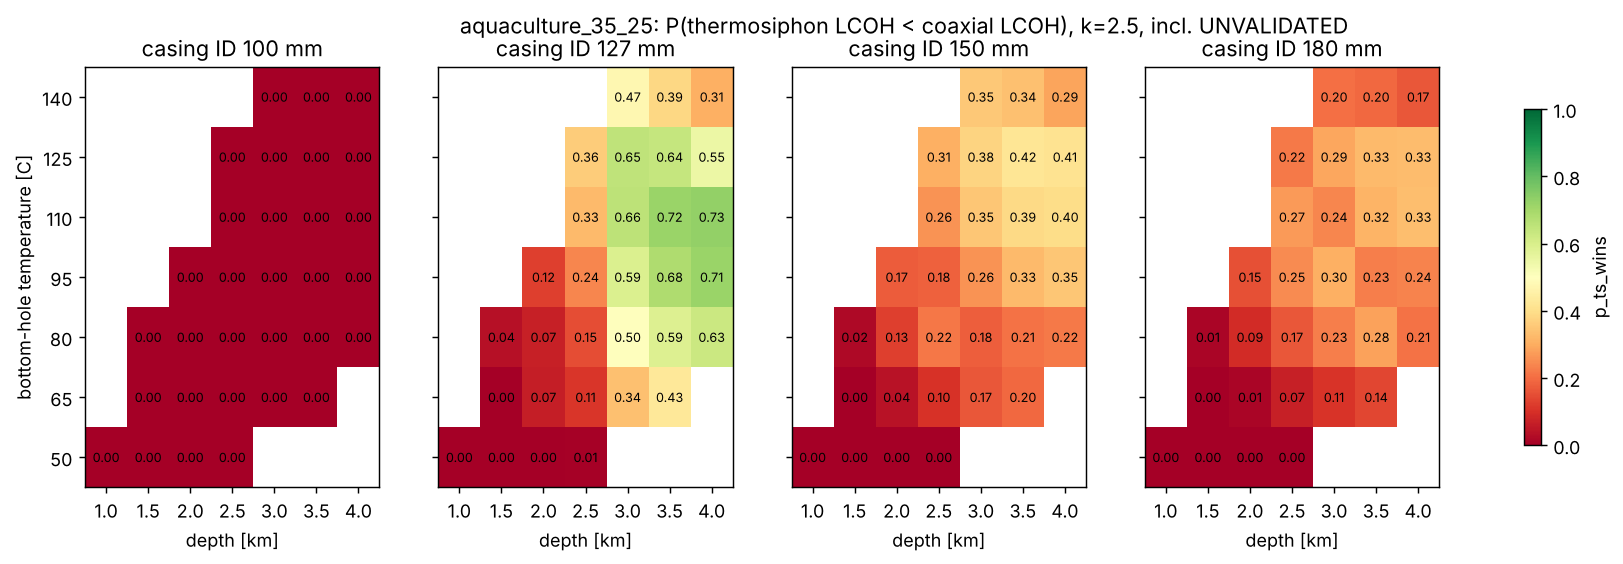 aquaculture_35_25: P(thermosiphon LCOH < coaxial LCOH), k=2.5, incl. UNVALIDATED
casing ID 100 mm
casing ID 127 mm
casing ID 150 mm
casing ID 180 mm
bottom-hole temperature [C]
140
125
110
95
80
65
50
0.00 0.00 0.00
0.00 0.00 0.00 0.00
0.00 0.00 0.00 0.00
0.00 0.00 0.00 0.00 0.00
0.00 0.00 0.00 0.00 0.00 0.00
0.00 0.00 0.00 0.00 0.00
0.00 0.00 0.00 0.00
1.0 1.5 2.0 2.5 3.0 3.5 4.0
depth [km]
0.47 0.39 0.31
0.36 0.65 0.64 0.55
0.33 0.66 0.72 0.73
0.12 0.24 0.59 0.68 0.71
0.04 0.07 0.15 0.50 0.59 0.63
0.00 0.07 0.11 0.34 0.43
0.00 0.00 0.00 0.01
1.0 1.5 2.0 2.5 3.0 3.5 4.0
depth [km]
0.35 0.34 0.29
0.31 0.38 0.42 0.41
0.26 0.35 0.39 0.40
0.17 0.18 0.26 0.33 0.35
0.02 0.13 0.22 0.18 0.21 0.22
0.00 0.04 0.10 0.17 0.20
0.00 0.00 0.00 0.00
1.0 1.5 2.0 2.5 3.0 3.5 4.0
depth [km]
0.20 0.20 0.17
0.22 0.29 0.33 0.33
0.27 0.24 0.32 0.33
0.15 0.25 0.30 0.23 0.24
0.01 0.09 0.17 0.23 0.28 0.21
0.00 0.01 0.07 0.11 0.14
0.00 0.00 0.00 0.00
1.0 1.5 2.0 2.5 3.0 3.5 4.0
depth [km]
1.0
0.8
0.6
0.4
0.2
0.0
p_ts_wins